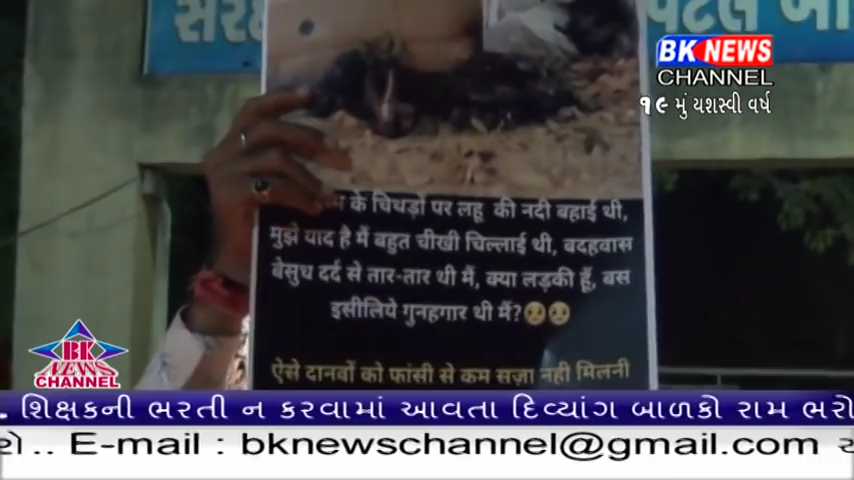 સરક્ષ
પટેલ
BK NEWS
CHANNEL
૧૯ મું યશસ્વી વર્ષ
के चिथड़ों पर लहू की नदी बहाई थी,
मुझे याद है मैं बहुत चीखी चिल्लाई थी, बदहवास
बेसुध दर्द से तार-तार थी मैं, क्या लड़की हूँ, बस
इसीलिये गुनहगार थी मैं?😢😢
ऐसे दानवों को फांसी से कम सज़ा नही मिलनी
BK
NEWS
CHANNEL
. શિક્ષકની ભરતી ન કરવામાં આવતા દિવ્યાંગ બાળકો રામ ભરો
.. E-mail : bknewschannel@gmail.com